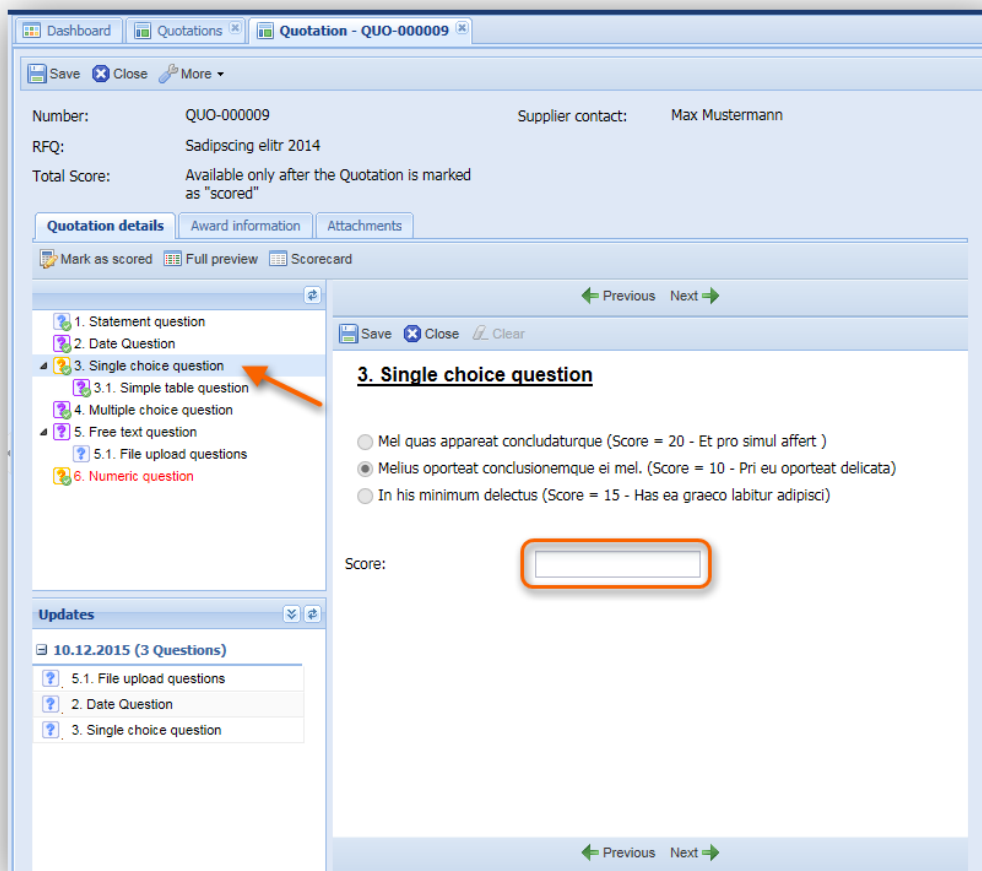 Dashboard Quotations Quotation - QUO-000009
Save Close More
Number: QUO-000009 Supplier contact: Max Mustermann
RFQ: Sadipscing elitr 2014
Total Score: Available only after the Quotation is marked
as "scored"
Quotation details Award information Attachments
Mark as scored Full preview Scorecard
Previous Next
1. Statement question
2. Date Question
3. Single choice question
3.1. Simple table question
4. Multiple choice question
5. Free text question
5.1. File upload questions
6. Numeric question
Save Close Clear
3. Single choice question
Mel quas appareat concludaturque (Score = 20 - Et pro simul affert )
Melius oporteat conclusionemque ei mel. (Score = 10 - Pri eu oporteat delicata)
In his minimum delectus (Score = 15 - Has ea graeco labitur adipisci)
Score:
Updates
10.12.2015 (3 Questions)
5.1. File upload questions
2. Date Question
3. Single choice question
Previous Next